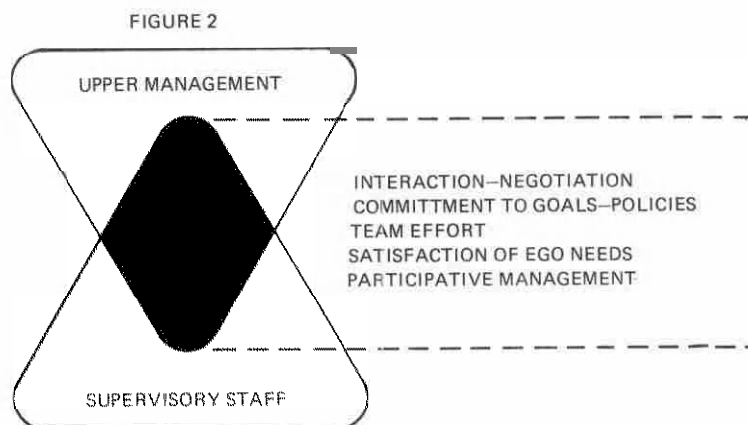 FIGURE 2
UPPER MANAGEMENT
INTERACTION—NEGOTIATION
COMMITTMENT TO GOALS—POLICIES
TEAM EFFORT
SATISFACTION OF EGO NEEDS
PARTICIPATIVE MANAGEMENT
SUPERVISORY STAFF